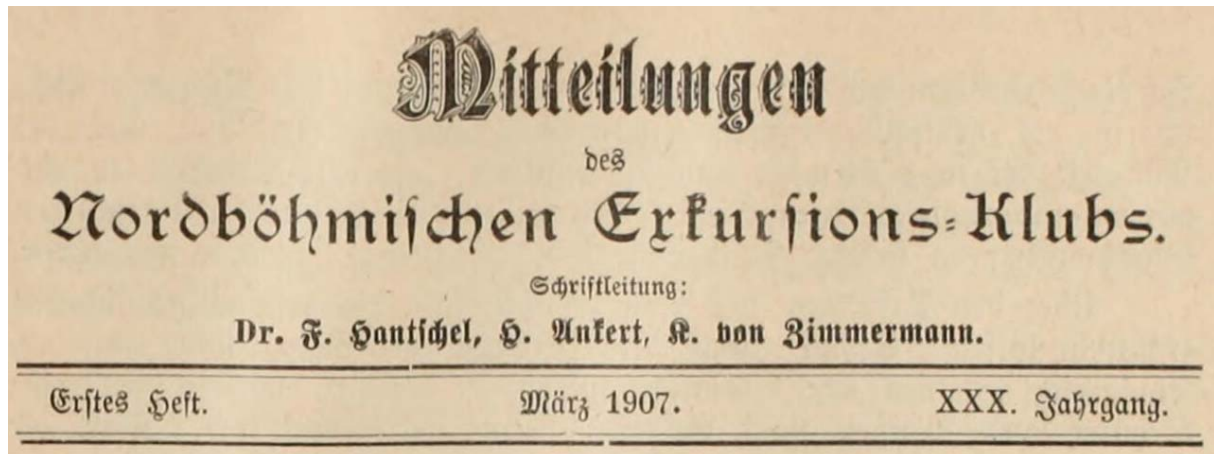 Mitteilungen
des
Nordböhmiſchen Exkurſions-Klubs.
Schriftleitung:
Dr. F. Hantſchel, H. Ankert, K. von Zimmermann.
Erſtes Heft. März 1907. XXX. Jahrgang.